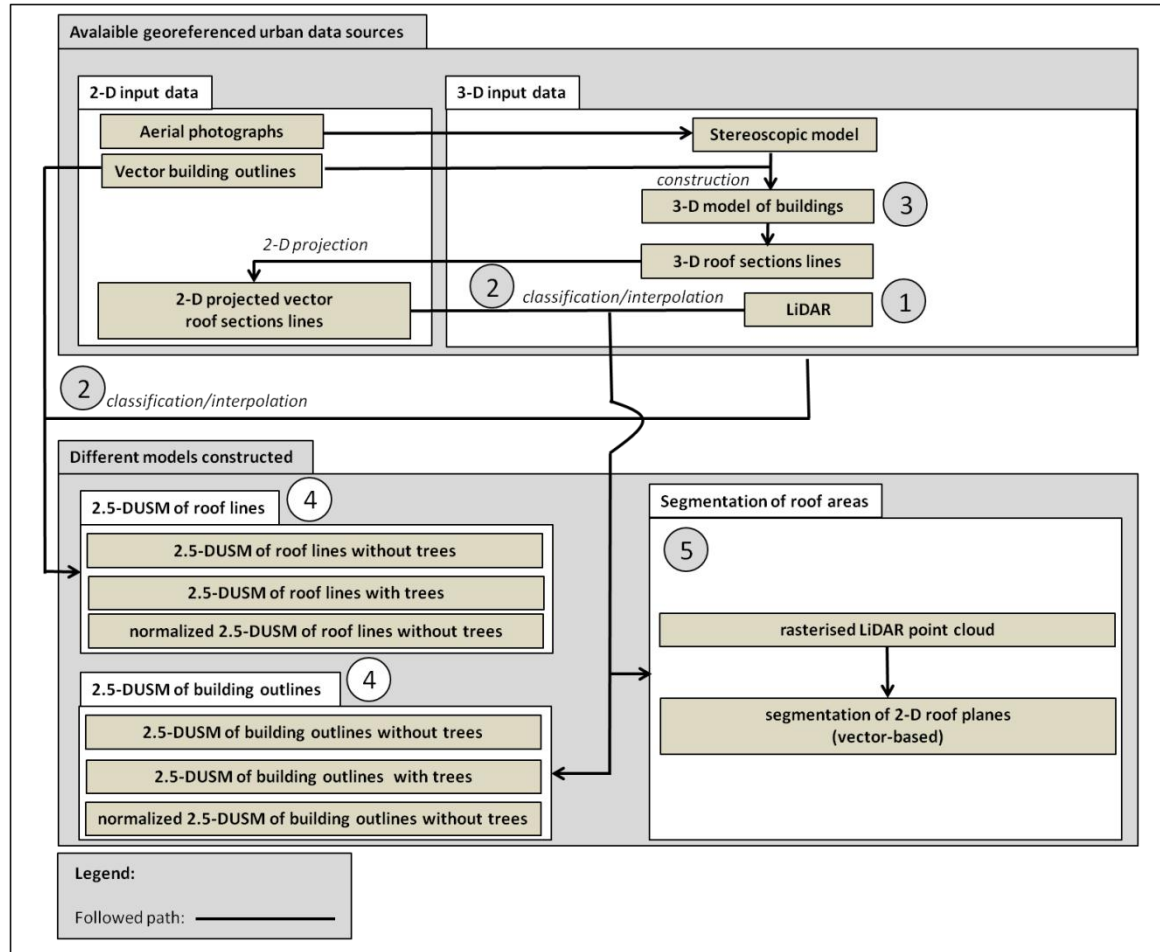 Avalaible georeferenced urban data sources
2-D input data
3-D input data
Aerial photographs
Stereoscopic model
Vector building outlines
construction
3-D model of buildings
3
2-D projection
3-D roof sections lines
2-D projected vector
roof sections lines
2
classification/interpolation
LiDAR
1
2
classification/interpolation
Different models constructed
2.5-DUSM of roof lines
4
2.5-DUSM of roof lines without trees
2.5-DUSM of roof lines with trees
normalized 2.5-DUSM of roof lines without trees
2.5-DUSM of building outlines
4
2.5-DUSM of building outlines without trees
2.5-DUSM of building outlines with trees
normalized 2.5-DUSM of building outlines without trees
Segmentation of roof areas
5
rasterised LiDAR point cloud
segmentation of 2-D roof planes
(vector-based)
Legend:
Followed path: